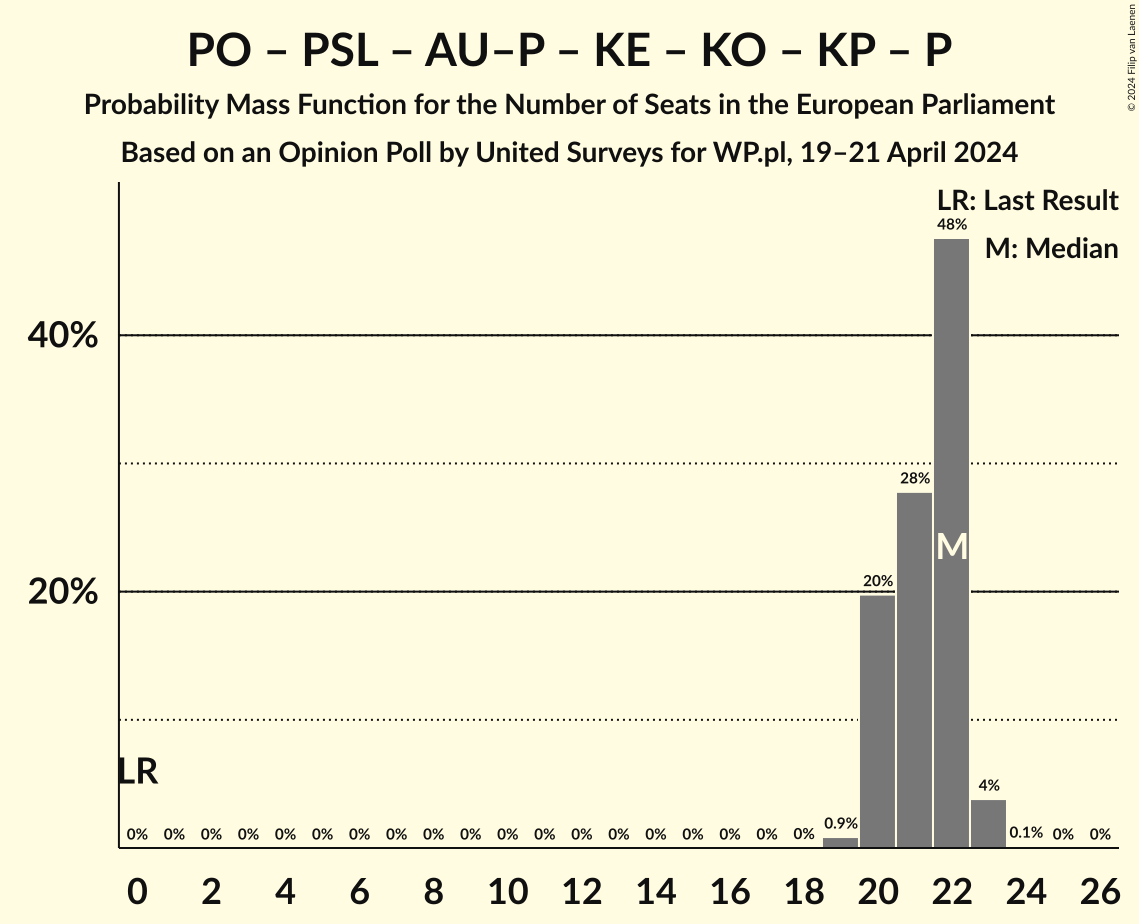 PO – PSL – AU–P – KE – KO – KP – P
Probability Mass Function for the Number of Seats in the European Parliament
Based on an Opinion Poll by United Surveys for WP.pl, 19–21 April 2024
© 2024 Filip van Laenen
LR: Last Result
M: Median
48%
40%
28%
M
20%
20%
LR
4%
0% 0% 0% 0% 0% 0% 0% 0% 0% 0% 0% 0% 0% 0% 0% 0% 0% 0% 0% 0.9% 0.1% 0% 0%
0 2 4 6 8 10 12 14 16 18 20 22 24 26